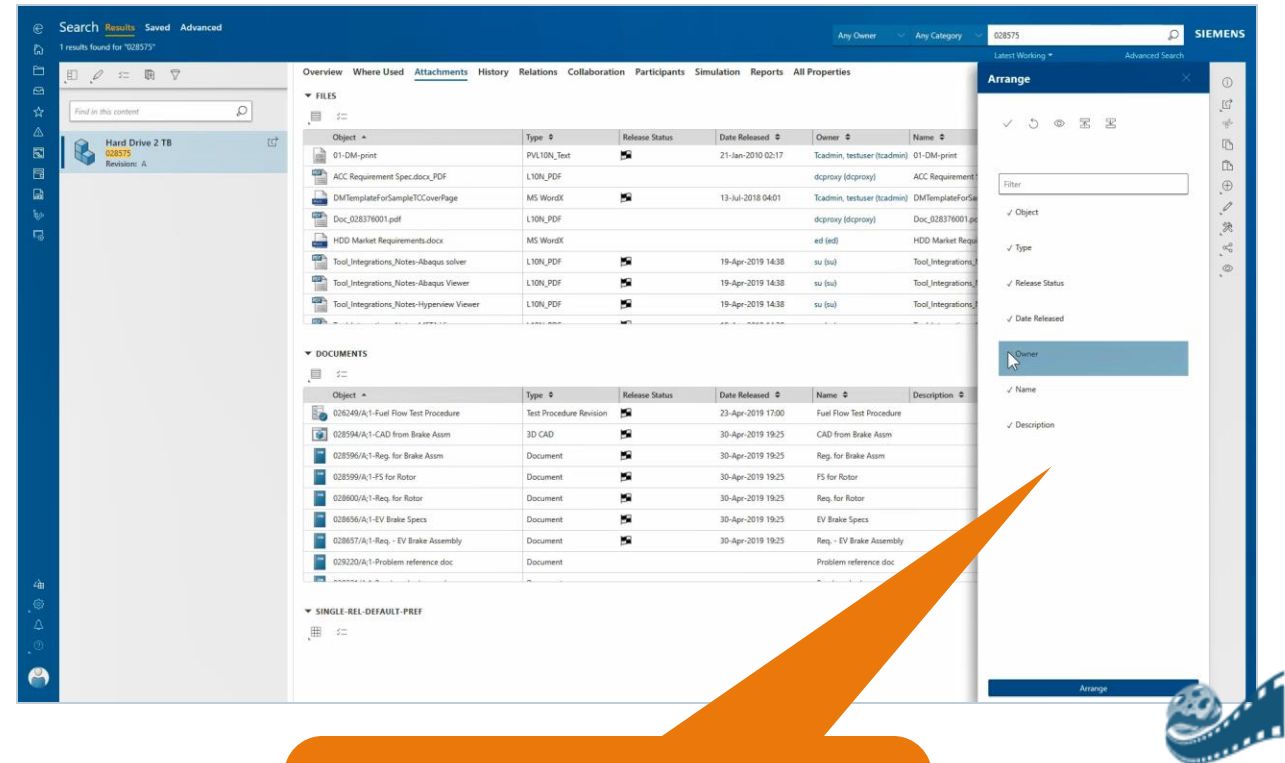 Search Results Saved Advanced
1 results found for "028575"
Any Owner Any Category 028575 SIEMENS
Latest Working Advanced Search
Find in this content
Hard Drive 2 TB
028575
Revision: A
Overview Where Used Attachments History Relations Collaboration Participants Simulation Reports All Properties
FILES
Object Type Release Status Date Released Owner Name
01-DM-print PVL10N_Text 21-Jan-2010 02:17 Tcadmin, testuser (tcadmin) 01-DM-print
ACC Requirement Spec.docx_PDF L10N_PDF dcproxy (dcproxy) ACC Requirement
DMTemplateForSampleTCCoverPage MS WordX 13-Jul-2018 04:01 Tcadmin, testuser (tcadmin) DMTemplateForSa
Doc_028376001.pdf L10N_PDF dcproxy (dcproxy) Doc_028376001.p
HDD Market Requirements.docx MS WordX ed (ed) HDD Market Requi
Tool_Integrations_Notes-Abaqus solver L10N_PDF 19-Apr-2019 14:38 su (su) Tool_Integrations_
Tool_Integrations_Notes-Abaqus Viewer L10N_PDF 19-Apr-2019 14:38 su (su) Tool_Integrations_
Tool_Integrations_Notes-Hyperview Viewer L10N_PDF 19-Apr-2019 14:38 su (su) Tool_Integrations_
DOCUMENTS
Object Type Release Status Date Released Name Description
026249/A;1-Fuel Flow Test Procedure Test Procedure Revision 23-Apr-2019 17:00 Fuel Flow Test Procedure
028594/A;1-CAD from Brake Assm 3D CAD 30-Apr-2019 19:25 CAD from Brake Assm
028596/A;1-Reg. for Brake Assm Document 30-Apr-2019 19:25 Reg. for Brake Assm
028599/A;1-FS for Rotor Document 30-Apr-2019 19:25 FS for Rotor
028600/A;1-Req. for Rotor Document 30-Apr-2019 19:25 Req. for Rotor
028656/A;1-EV Brake Specs Document 30-Apr-2019 19:25 EV Brake Specs
028657/A;1-Req. - EV Brake Assembly Document 30-Apr-2019 19:25 Req. - EV Brake Assembly
029220/A;1-Problem reference doc Document Problem reference doc
SINGLE-REL-DEFAULT-PREF
Arrange
Filter
Object
Type
Release Status
Date Released
Owner
Name
Description
Arrange